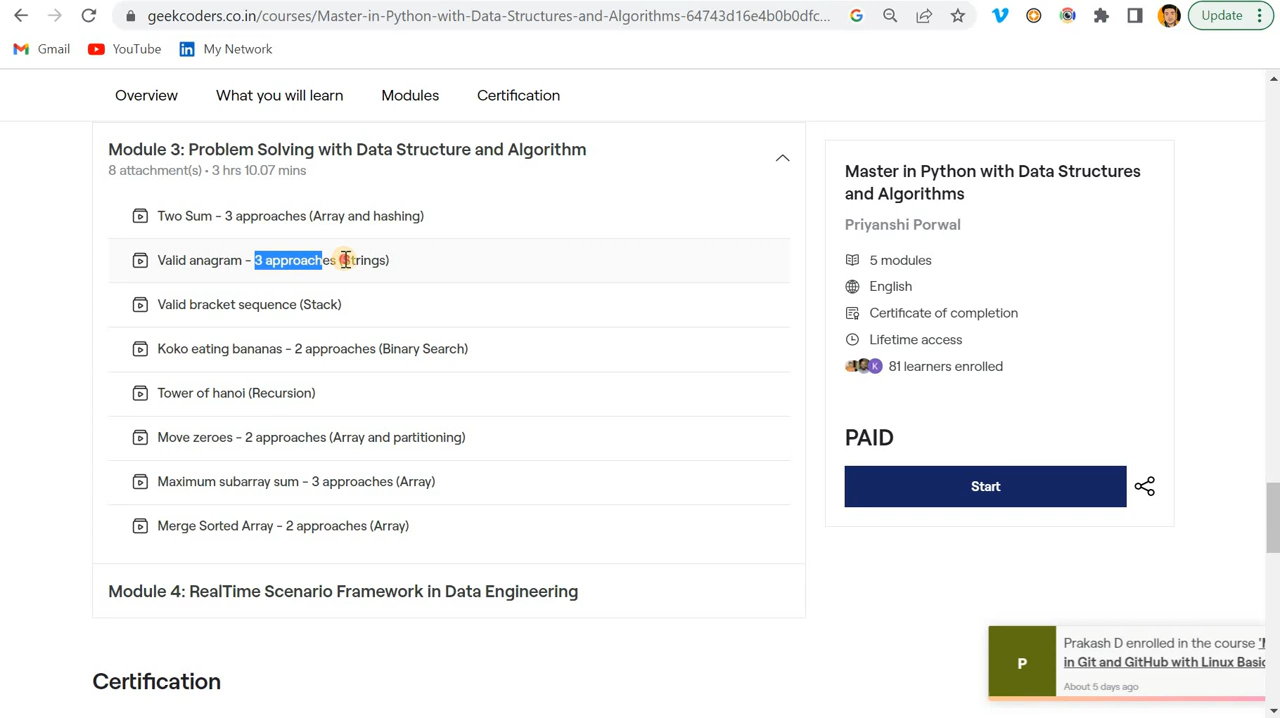 geekcoders.co.in/courses/Master-in-Python-with-Data-Structures-and-Algorithms-64743d16e4b0b0dfc...
Update
Gmail
YouTube
My Network
Overview
What you will learn
Modules
Certification
Module 3: Problem Solving with Data Structure and Algorithm
8 attachment(s) • 3 hrs 10.07 mins
Two Sum - 3 approaches (Array and hashing)
Valid anagram - 3 approaches (Strings)
Valid bracket sequence (Stack)
Koko eating bananas - 2 approaches (Binary Search)
Tower of hanoi (Recursion)
Move zeroes - 2 approaches (Array and partitioning)
Maximum subarray sum - 3 approaches (Array)
Merge Sorted Array - 2 approaches (Array)
Module 4: RealTime Scenario Framework in Data Engineering
Certification
Master in Python with Data Structures
and Algorithms
Priyanshi Porwal
5 modules
English
Certificate of completion
Lifetime access
K
81 learners enrolled
PAID
Start
P
Prakash D enrolled in the course
in Git and GitHub with Linux Basic
About 5 days ago